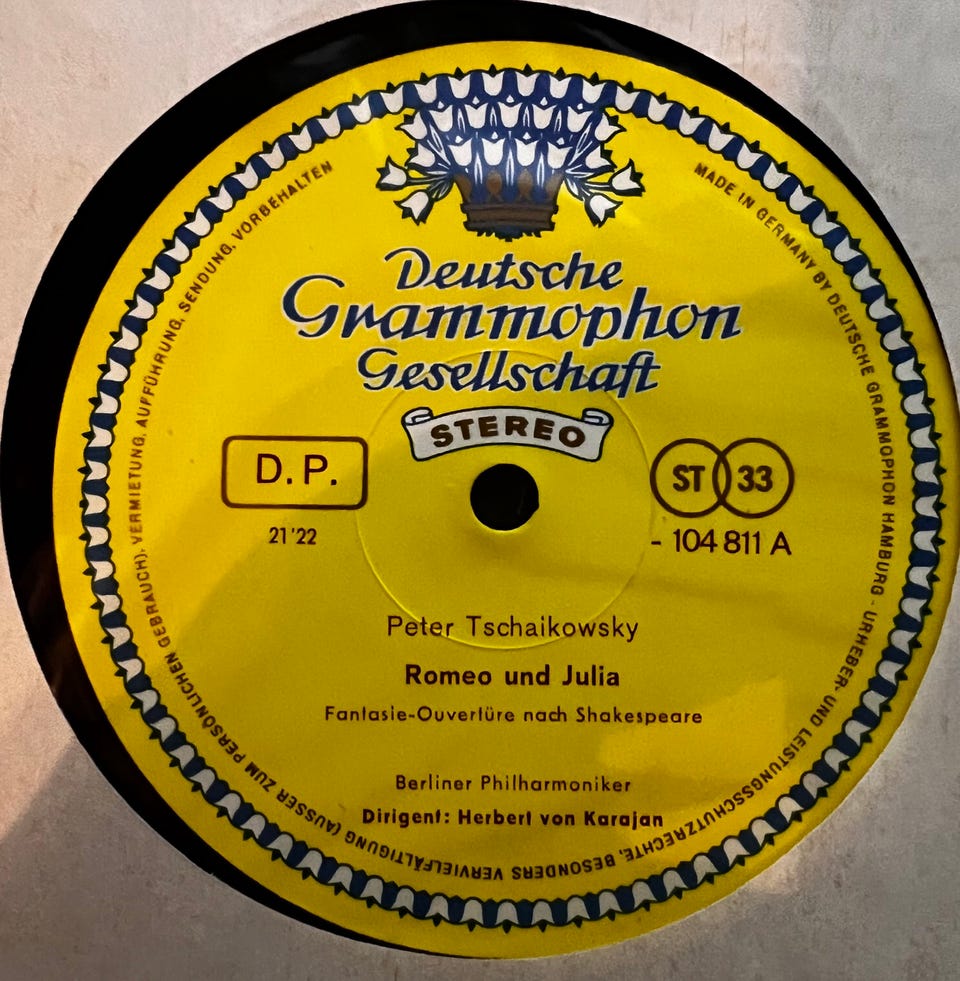 Deutsche
Grammophon
Gesellschaft
STEREO
D. P.
21'22
ST 33
- 104 811 A
Peter Tschaikowsky
Romeo und Julia
Fantasie-Ouvertüre nach Shakespeare
Berliner Philharmoniker
Dirigent: Herbert von Karajan
MADE IN GERMANY BY DEUTSCHE GRAMMOPHON HAMBURG - URHEBER- UND LEISTUNGSSCHUTZRECHTE, BESONDERS VERVIELFÄLTIGUNG (AUSSER ZUM PERSÖNLICHEN GEBRAUCH), VERMIETUNG, AUFFÜHRUNG, SENDUNG, VORBEHALTEN